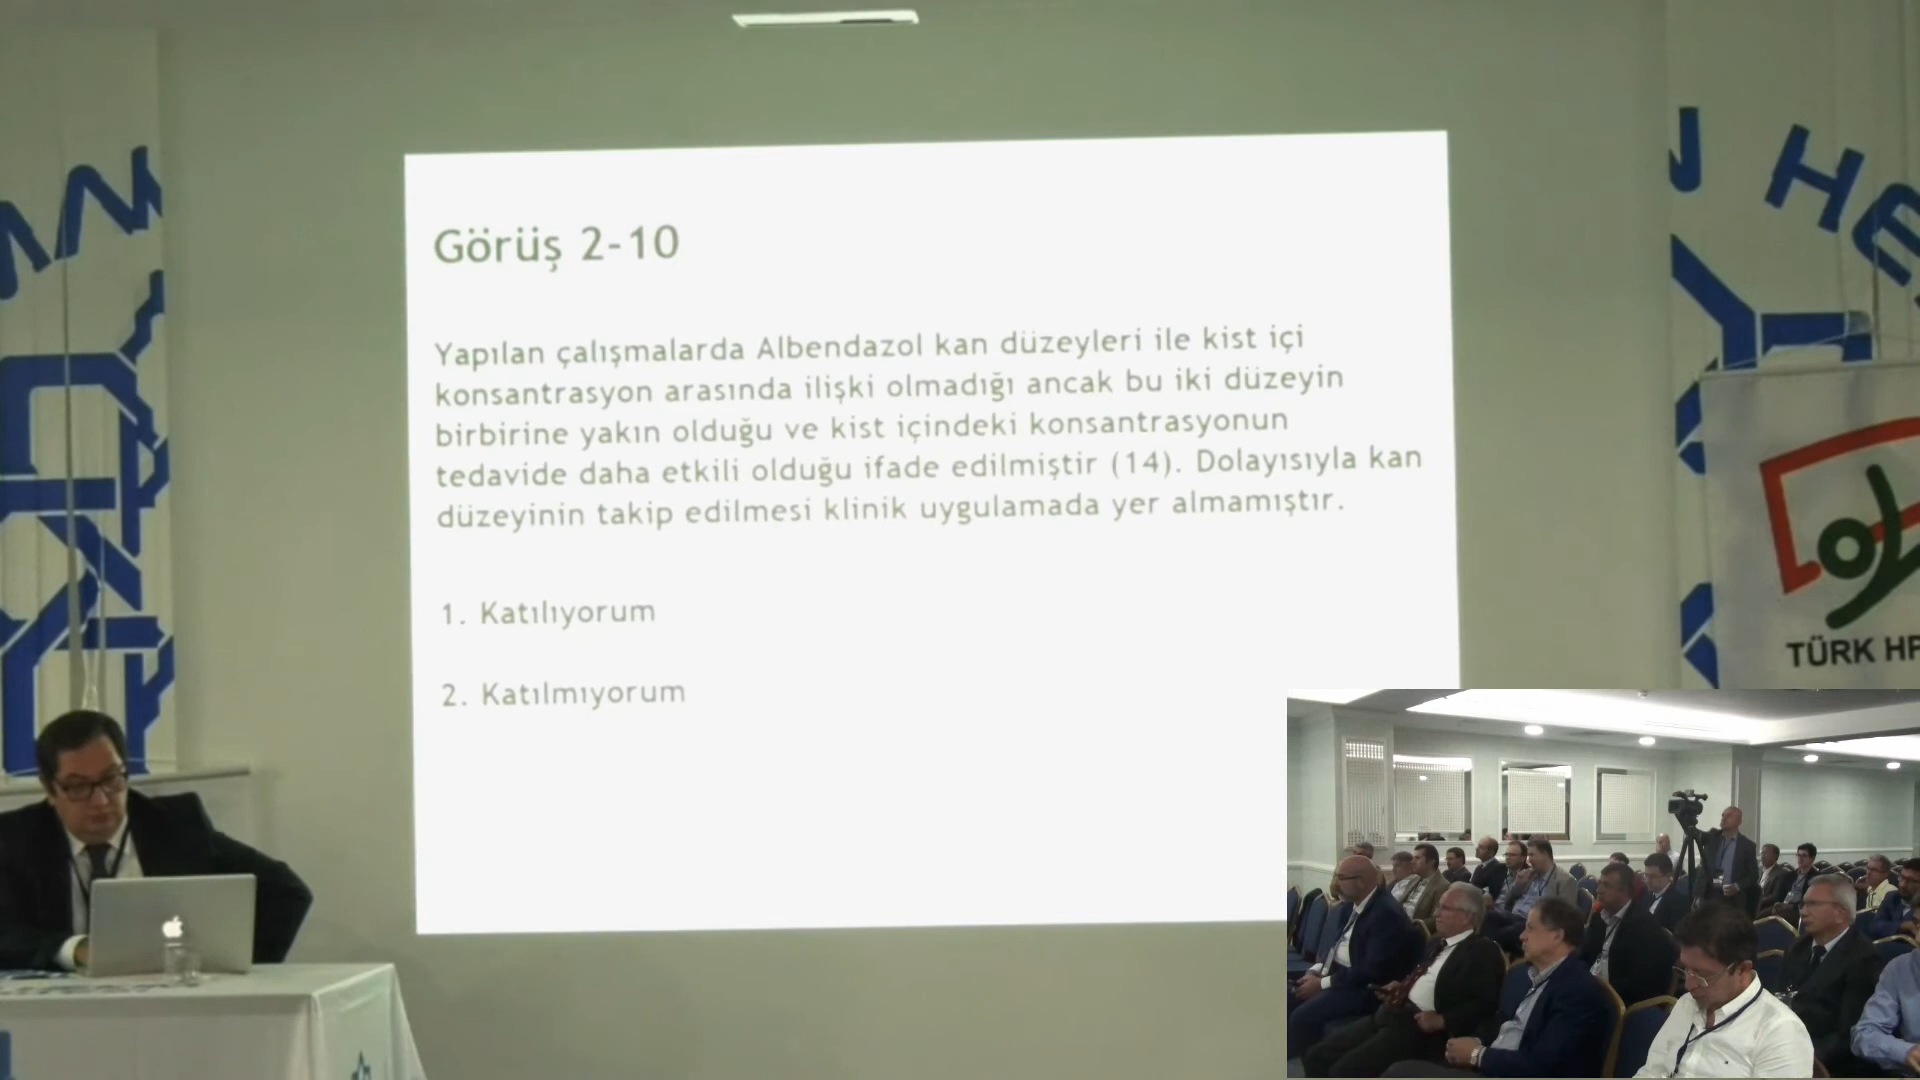 Görüş 2-10
Yapılan çalışmalarda Albendazol kan düzeyleri ile kist içi
konsantrasyon arasında ilişki olmadığı ancak bu iki düzeyin
birbirine yakın olduğu ve kist içindeki konsantrasyonun
tedavide daha etkili olduğu ifade edilmiştir (14). Dolayısıyla kan
düzeyinin takip edilmesi klinik uygulamada yer almamıştır.
1. Katılıyorum
2. Katılmıyorum
TÜRK